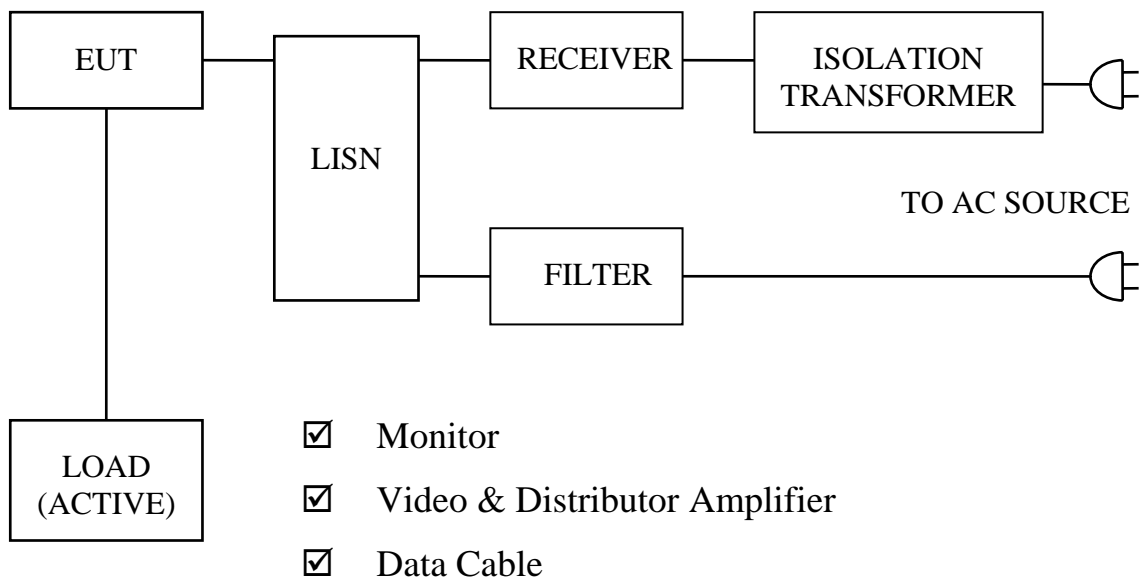 EUT
LISN
RECEIVER
ISOLATION
TRANSFORMER
TO AC SOURCE
FILTER
LOAD
(ACTIVE)
☑ Monitor
☑ Video & Distributor Amplifier
☑ Data Cable